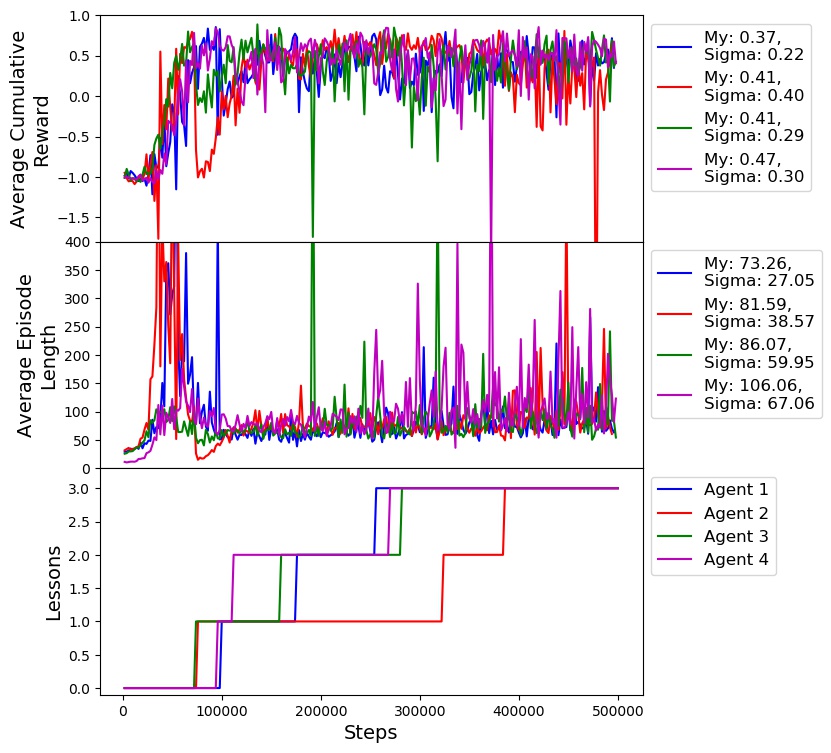 Average Cumulative
Reward
1.0
0.5
0.0
−0.5
−1.0
−1.5
My: 0.37,
Sigma: 0.22
My: 0.41,
Sigma: 0.40
My: 0.41,
Sigma: 0.29
My: 0.47,
Sigma: 0.30
Average Episode
Length
400
350
300
250
200
150
100
50
0
My: 73.26,
Sigma: 27.05
My: 81.59,
Sigma: 38.57
My: 86.07,
Sigma: 59.95
My: 106.06,
Sigma: 67.06
Lessons
3.0
2.5
2.0
1.5
1.0
0.5
0.0
Agent 1
Agent 2
Agent 3
Agent 4
0 100000 200000 300000 400000 500000
Steps